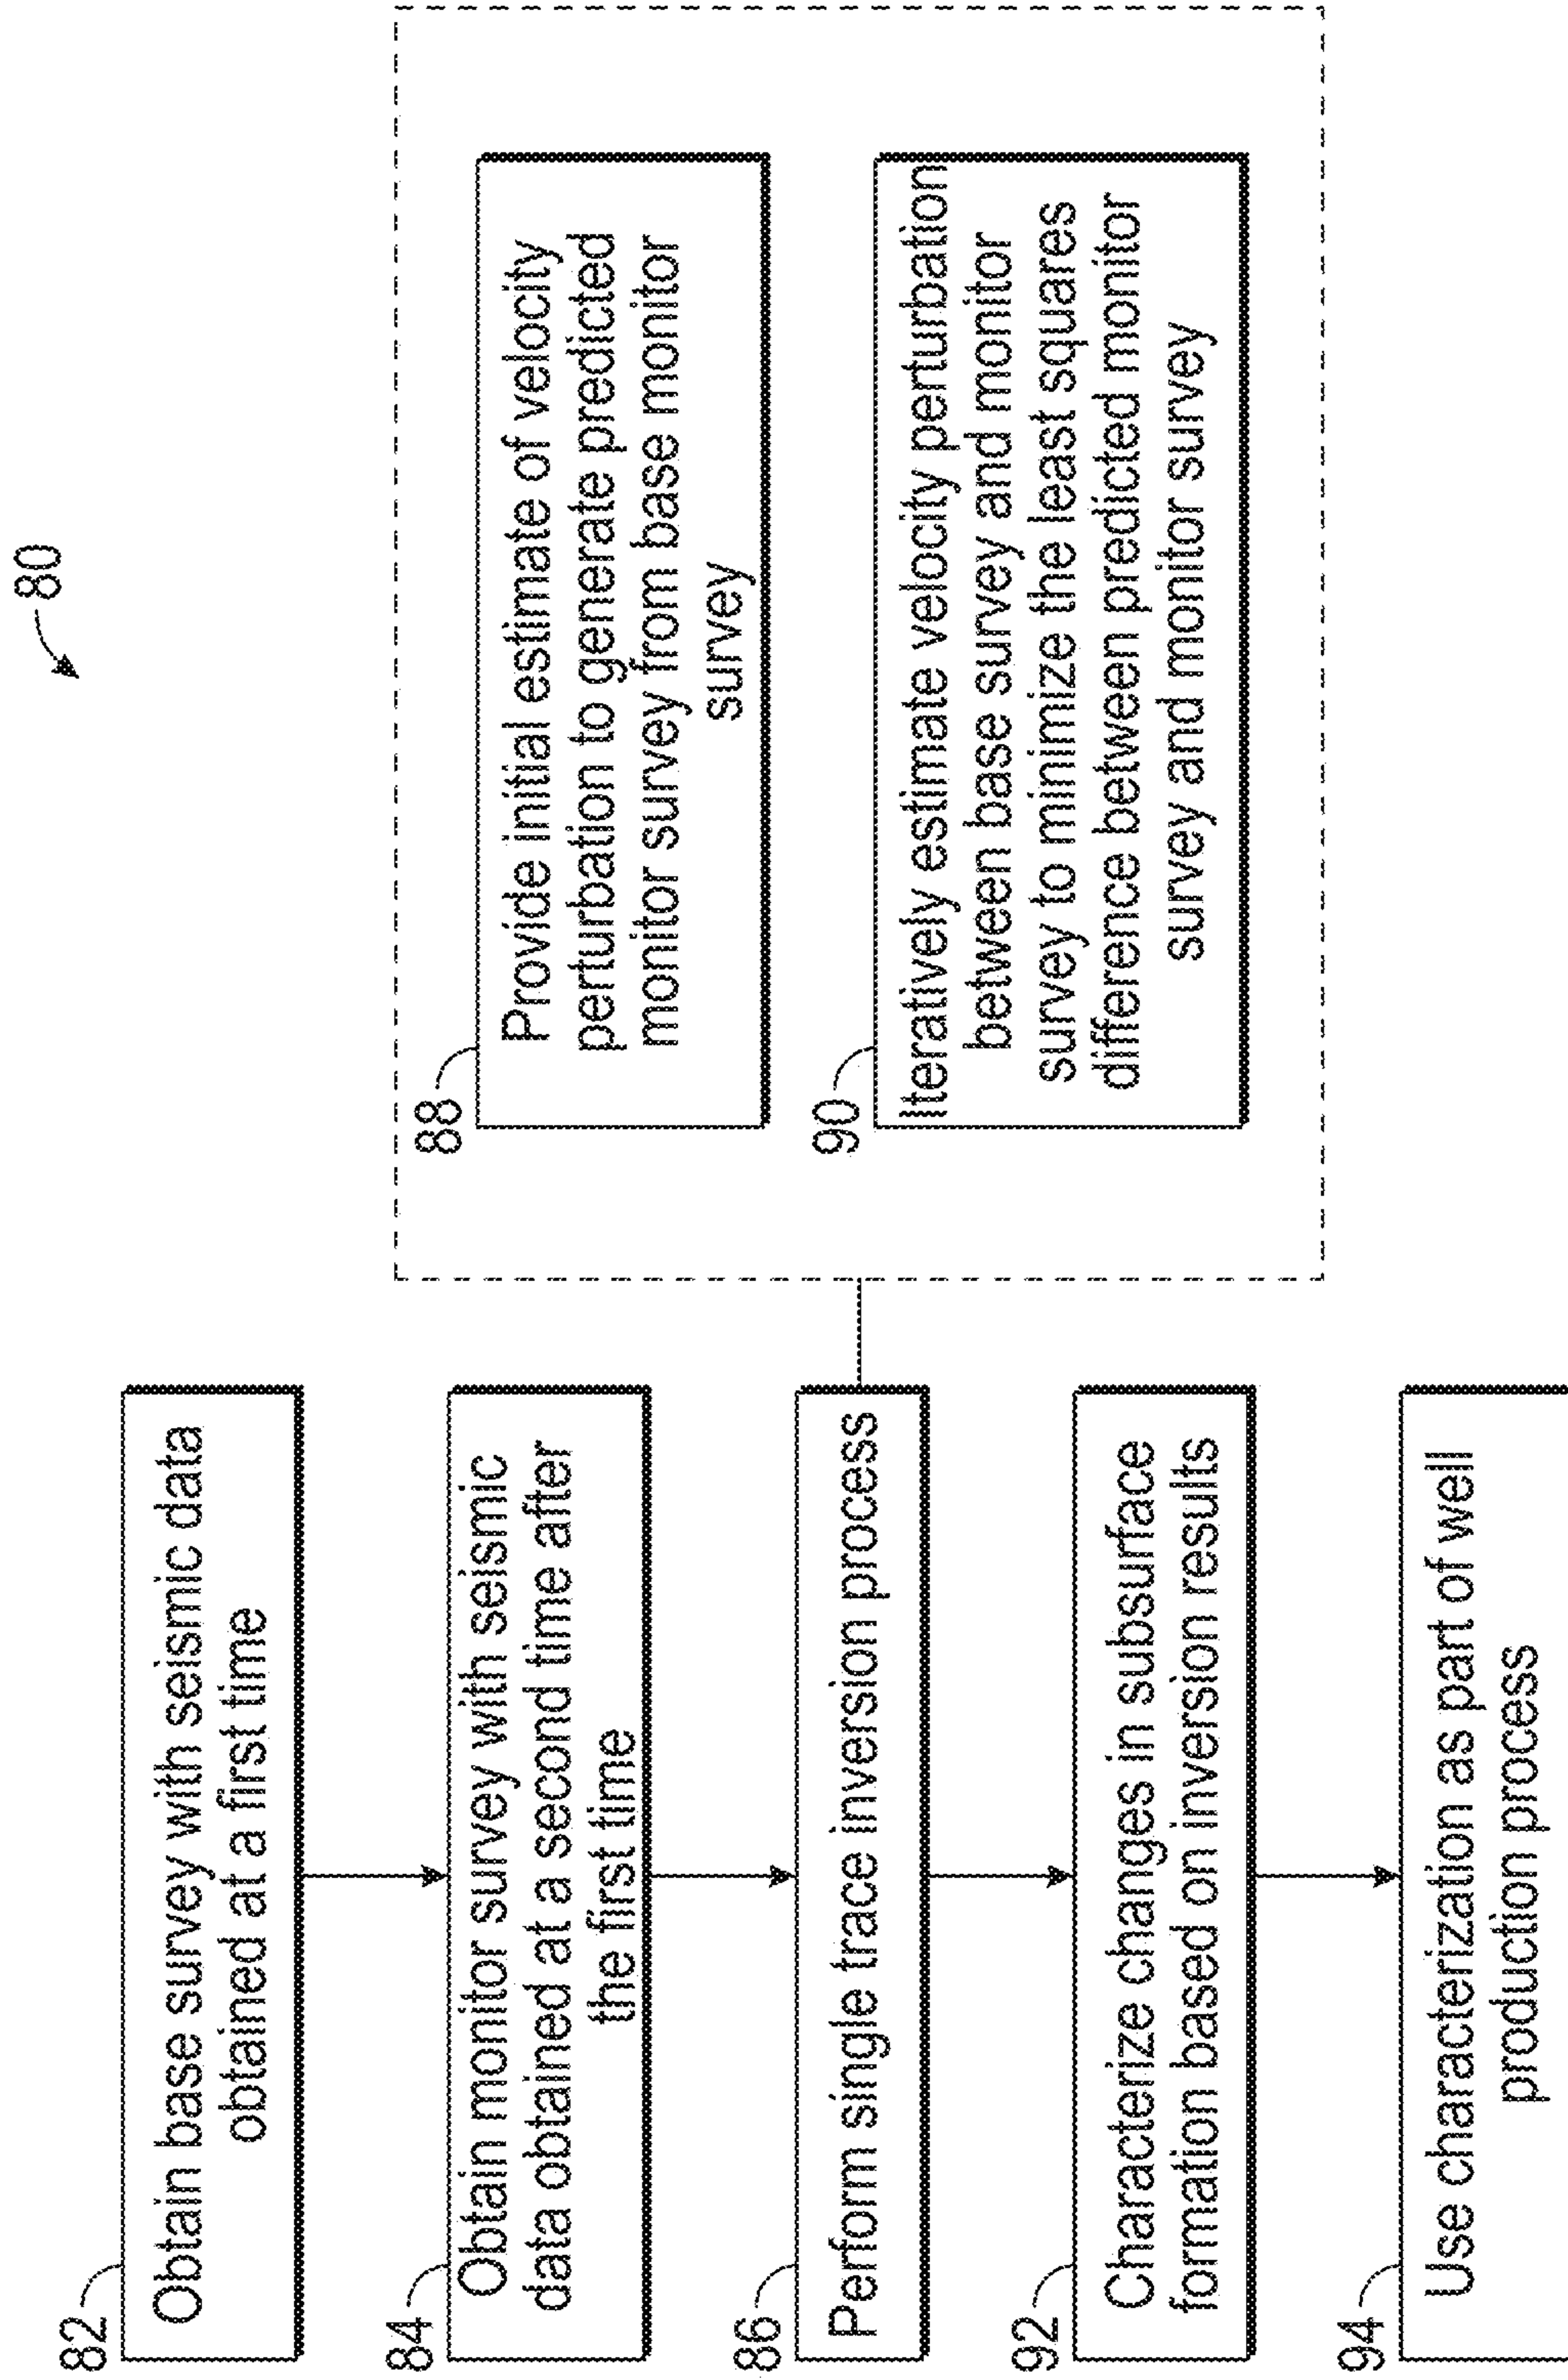 80
82
Obtain base survey with seismic data
obtained at a first time
84
Obtain monitor survey with seismic
data obtained at a second time after
the first time
86
Perform single trace inversion process
88
Provide initial estimate of velocity
perturbation to generate predicted
monitor survey from base monitor
survey
90
Iteratively estimate velocity perturbation
between base survey and monitor
survey to minimize the least squares
difference between predicted monitor
survey and monitor survey
92
Characterize changes in subsurface
formation based on inversion results
94
Use characterization as part of well
production process